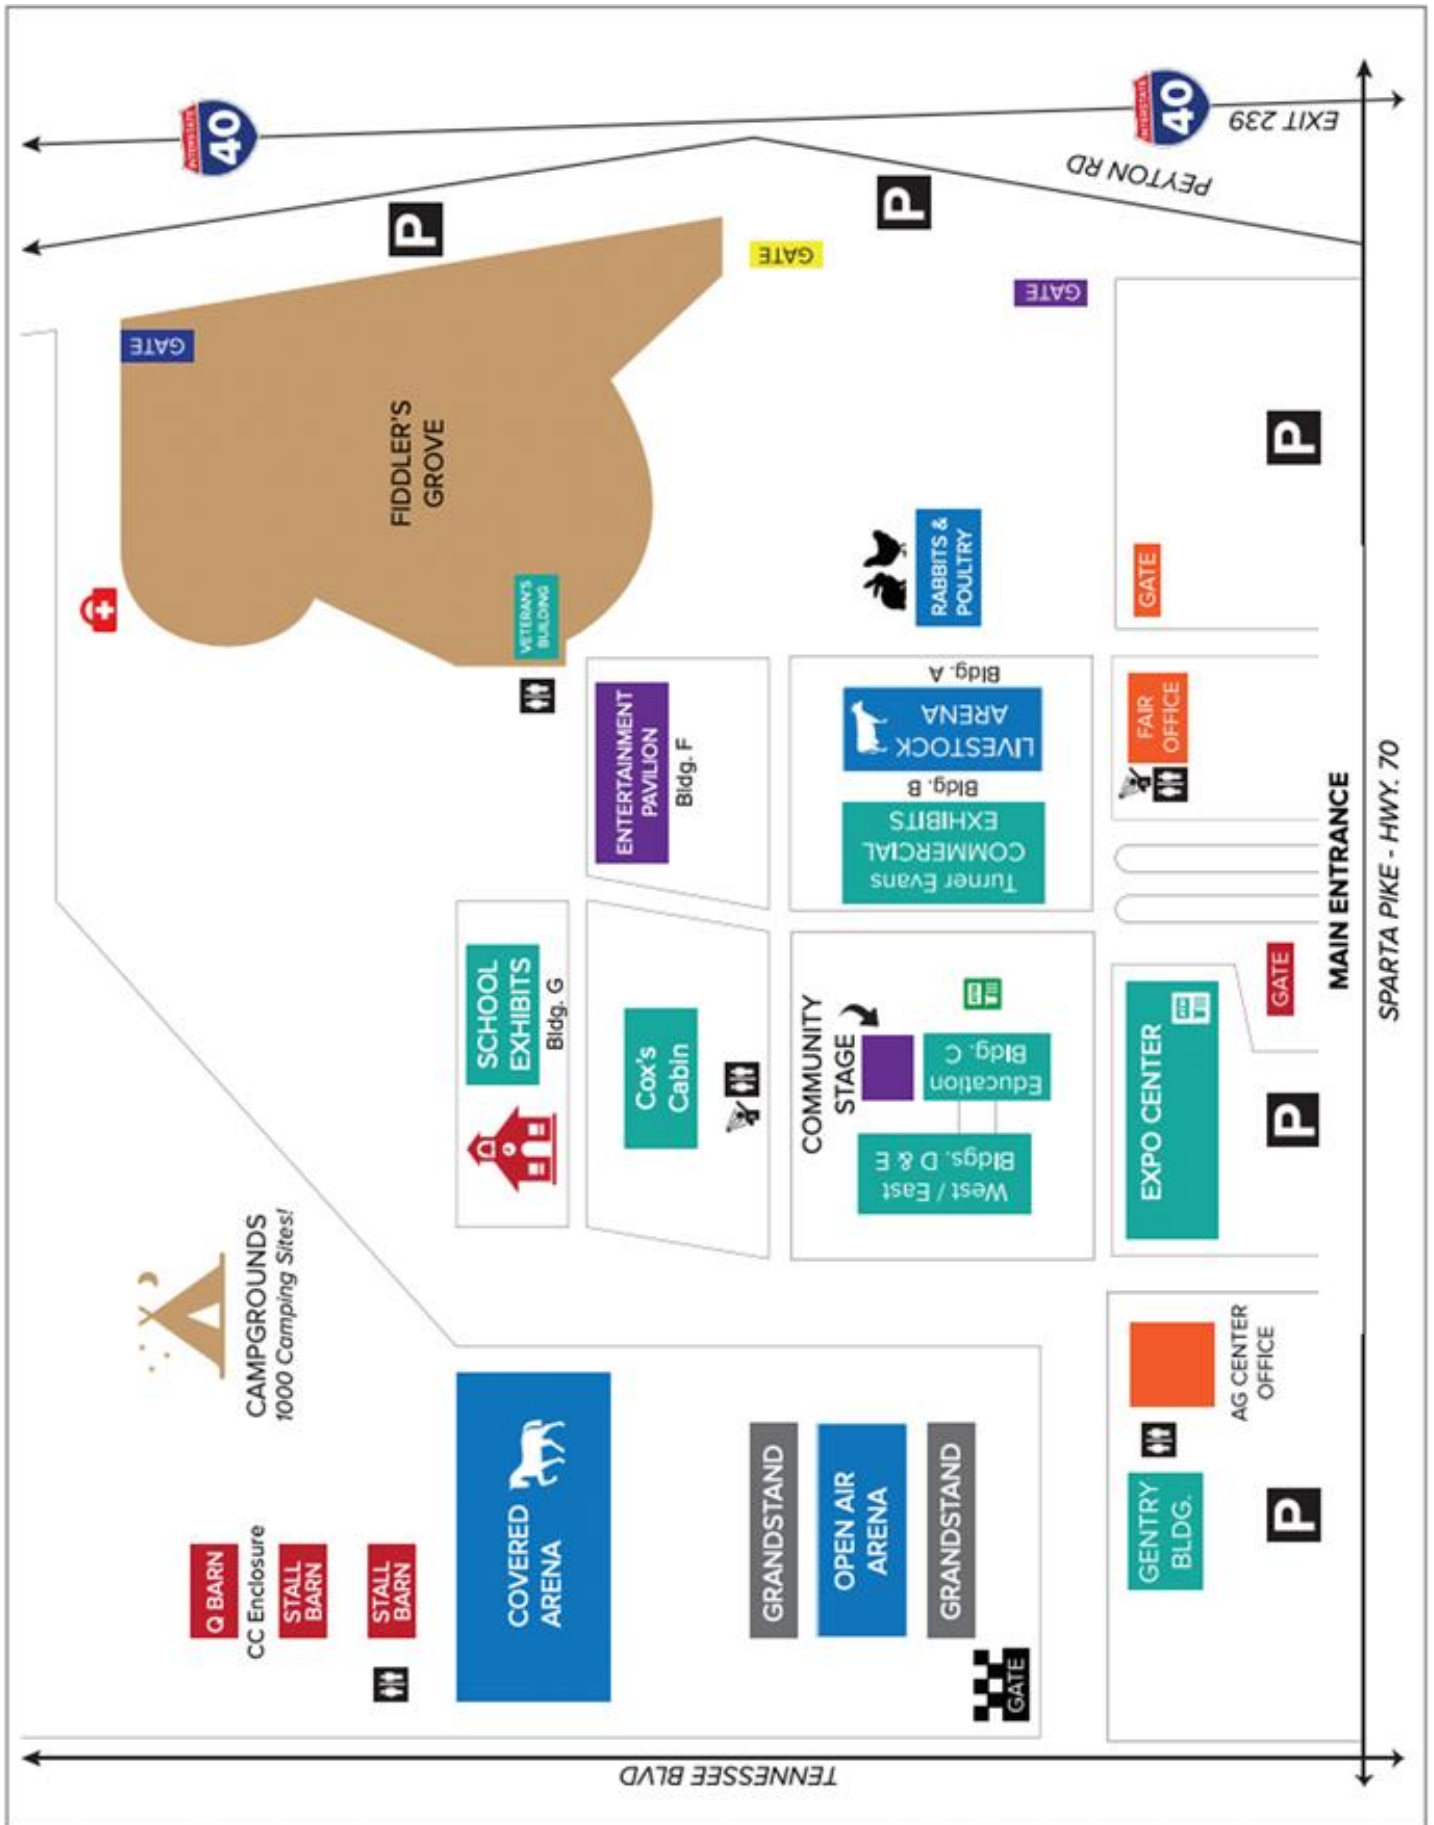 INTERSTATE
40
INTERSTATE
40
EXIT 239
PEYTON RD
P
P
GATE
GATE
GATE
FIDDLER'S
GROVE
P
RABBITS &
POULTRY
GATE
VETERAN'S
BUILDING
ENTERTAINMENT
PAVILION
Bldg. F
Bldg. A
LIVESTOCK
ARENA
Bldg. B
Turner Evans
COMMERCIAL
EXHIBITS
FAIR
OFFICE
MAIN ENTRANCE
SPARTA PIKE - HWY. 70
SCHOOL
EXHIBITS
Bldg. G
Cox's
Cabin
COMMUNITY
STAGE
Education
Bldg. C
West / East
Bldgs. D & E
EXPO CENTER
GATE
P
CAMPGROUNDS
1000 Camping Sites!
AG CENTER
OFFICE
Q BARN
CC Enclosure
STALL
BARN
STALL
BARN
COVERED
ARENA
GRANDSTAND
OPEN AIR
ARENA
GRANDSTAND
GATE
GENTRY
BLDG.
P
TENNESSEE BLVD